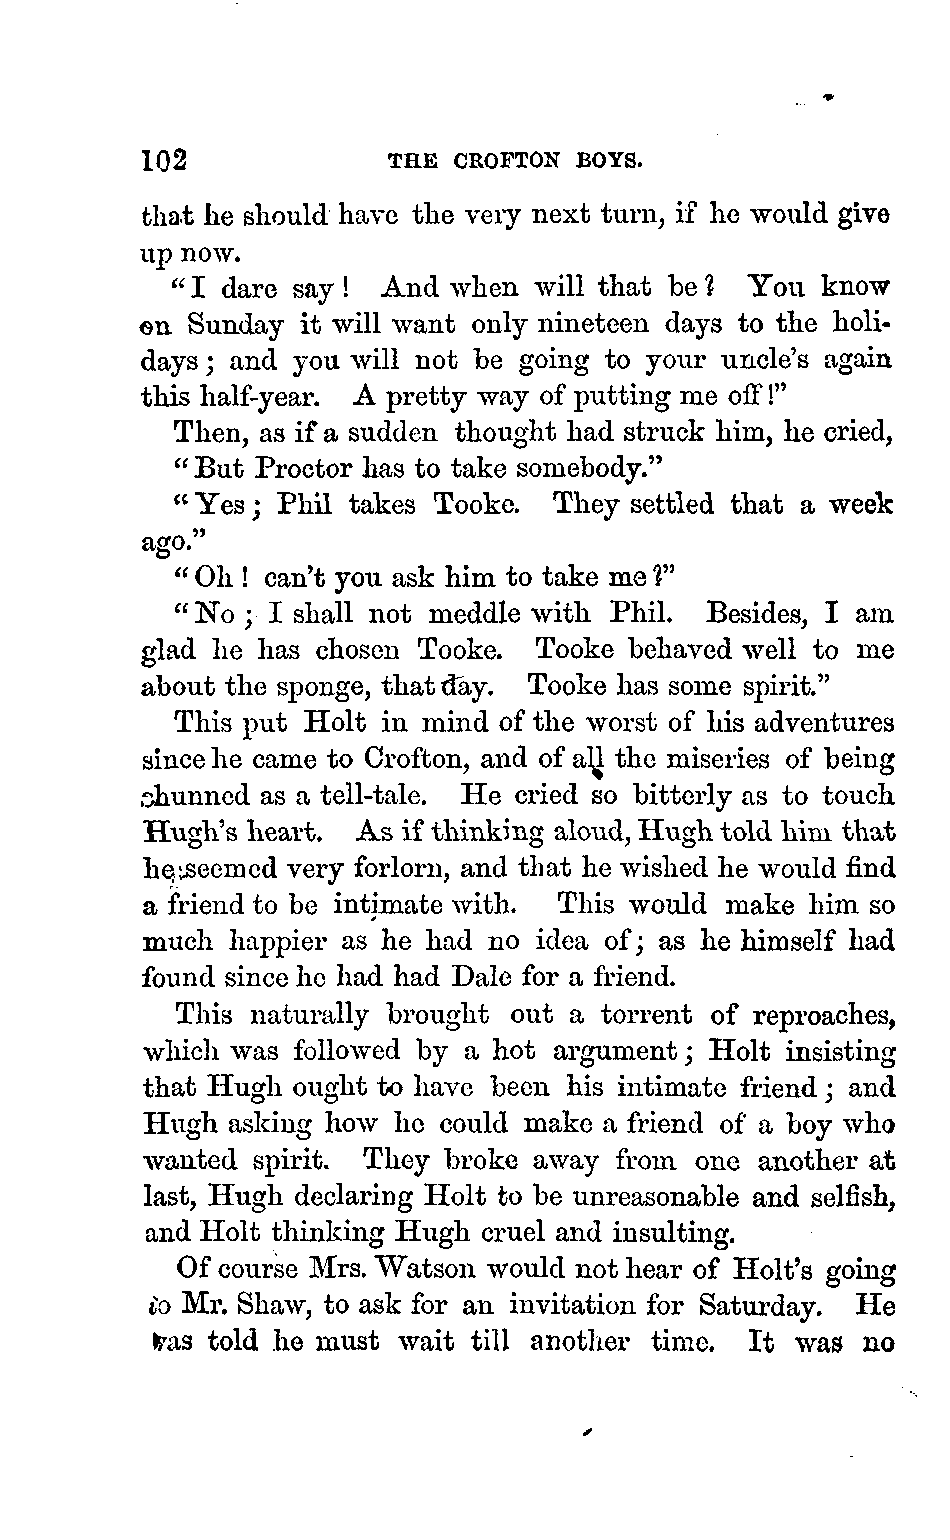 102 THE CROFTON BOYS.
that he should have the very next turn, if he would give
up now.
"I dare say! And when will that be? You know
on Sunday it will want only nineteen days to the holi-
days; and you will not be going to your uncle's again
this half-year. A pretty way of putting me off!"
Then, as if a sudden thought had struck him, he cried,
"But Proctor has to take somebody."
"Yes; Phil takes Tooke. They settled that a week
ago."
"Oh! can't you ask him to take me?"
"No; I shall not meddle with Phil. Besides, I am
glad he has chosen Tooke. Tooke behaved well to me
about the sponge, that day. Tooke has some spirit."
This put Holt in mind of the worst of his adventures
since he came to Crofton, and of all the miseries of being
shunned as a tell-tale. He cried so bitterly as to touch
Hugh's heart. As if thinking aloud, Hugh told him that
he seemed very forlorn, and that he wished he would find
a friend to be intimate with. This would make him so
much happier as he had no idea of; as he himself had
found since he had had Dale for a friend.
This naturally brought out a torrent of reproaches,
which was followed by a hot argument; Holt insisting
that Hugh ought to have been his intimate friend; and
Hugh asking how he could make a friend of a boy who
wanted spirit. They broke away from one another at
last, Hugh declaring Holt to be unreasonable and selfish,
and Holt thinking Hugh cruel and insulting.
Of course Mrs. Watson would not hear of Holt's going
to Mr. Shaw, to ask for an invitation for Saturday. He
was told he must wait till another time. It was no